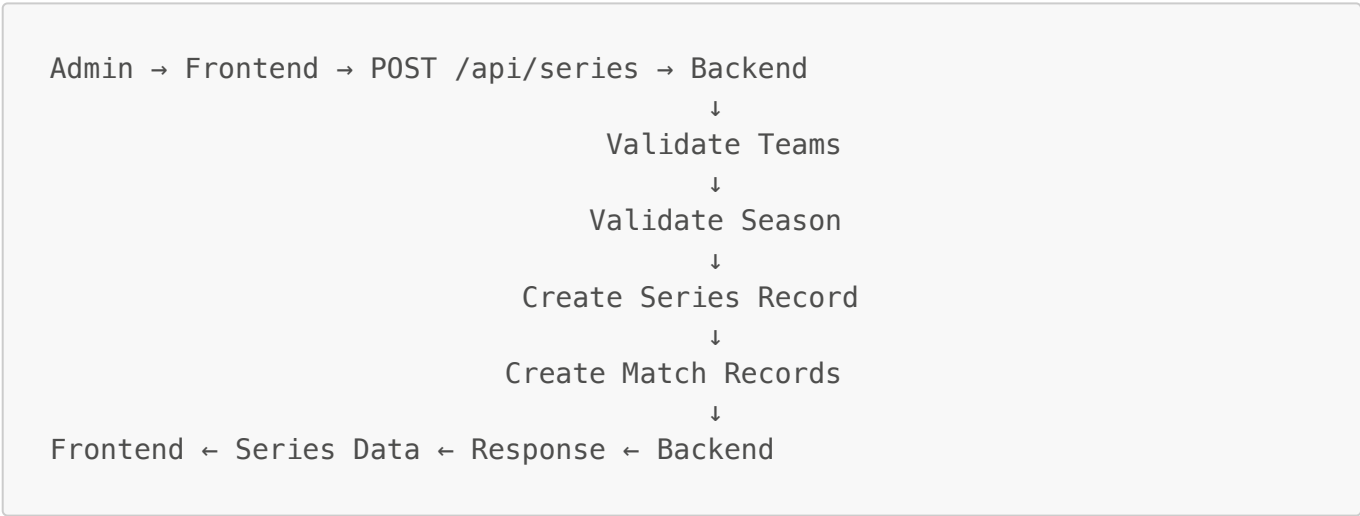 Admin → Frontend → POST /api/series → Backend
↓
Validate Teams
↓
Validate Season
↓
Create Series Record
↓
Create Match Records
↓
Frontend ← Series Data ← Response ← Backend